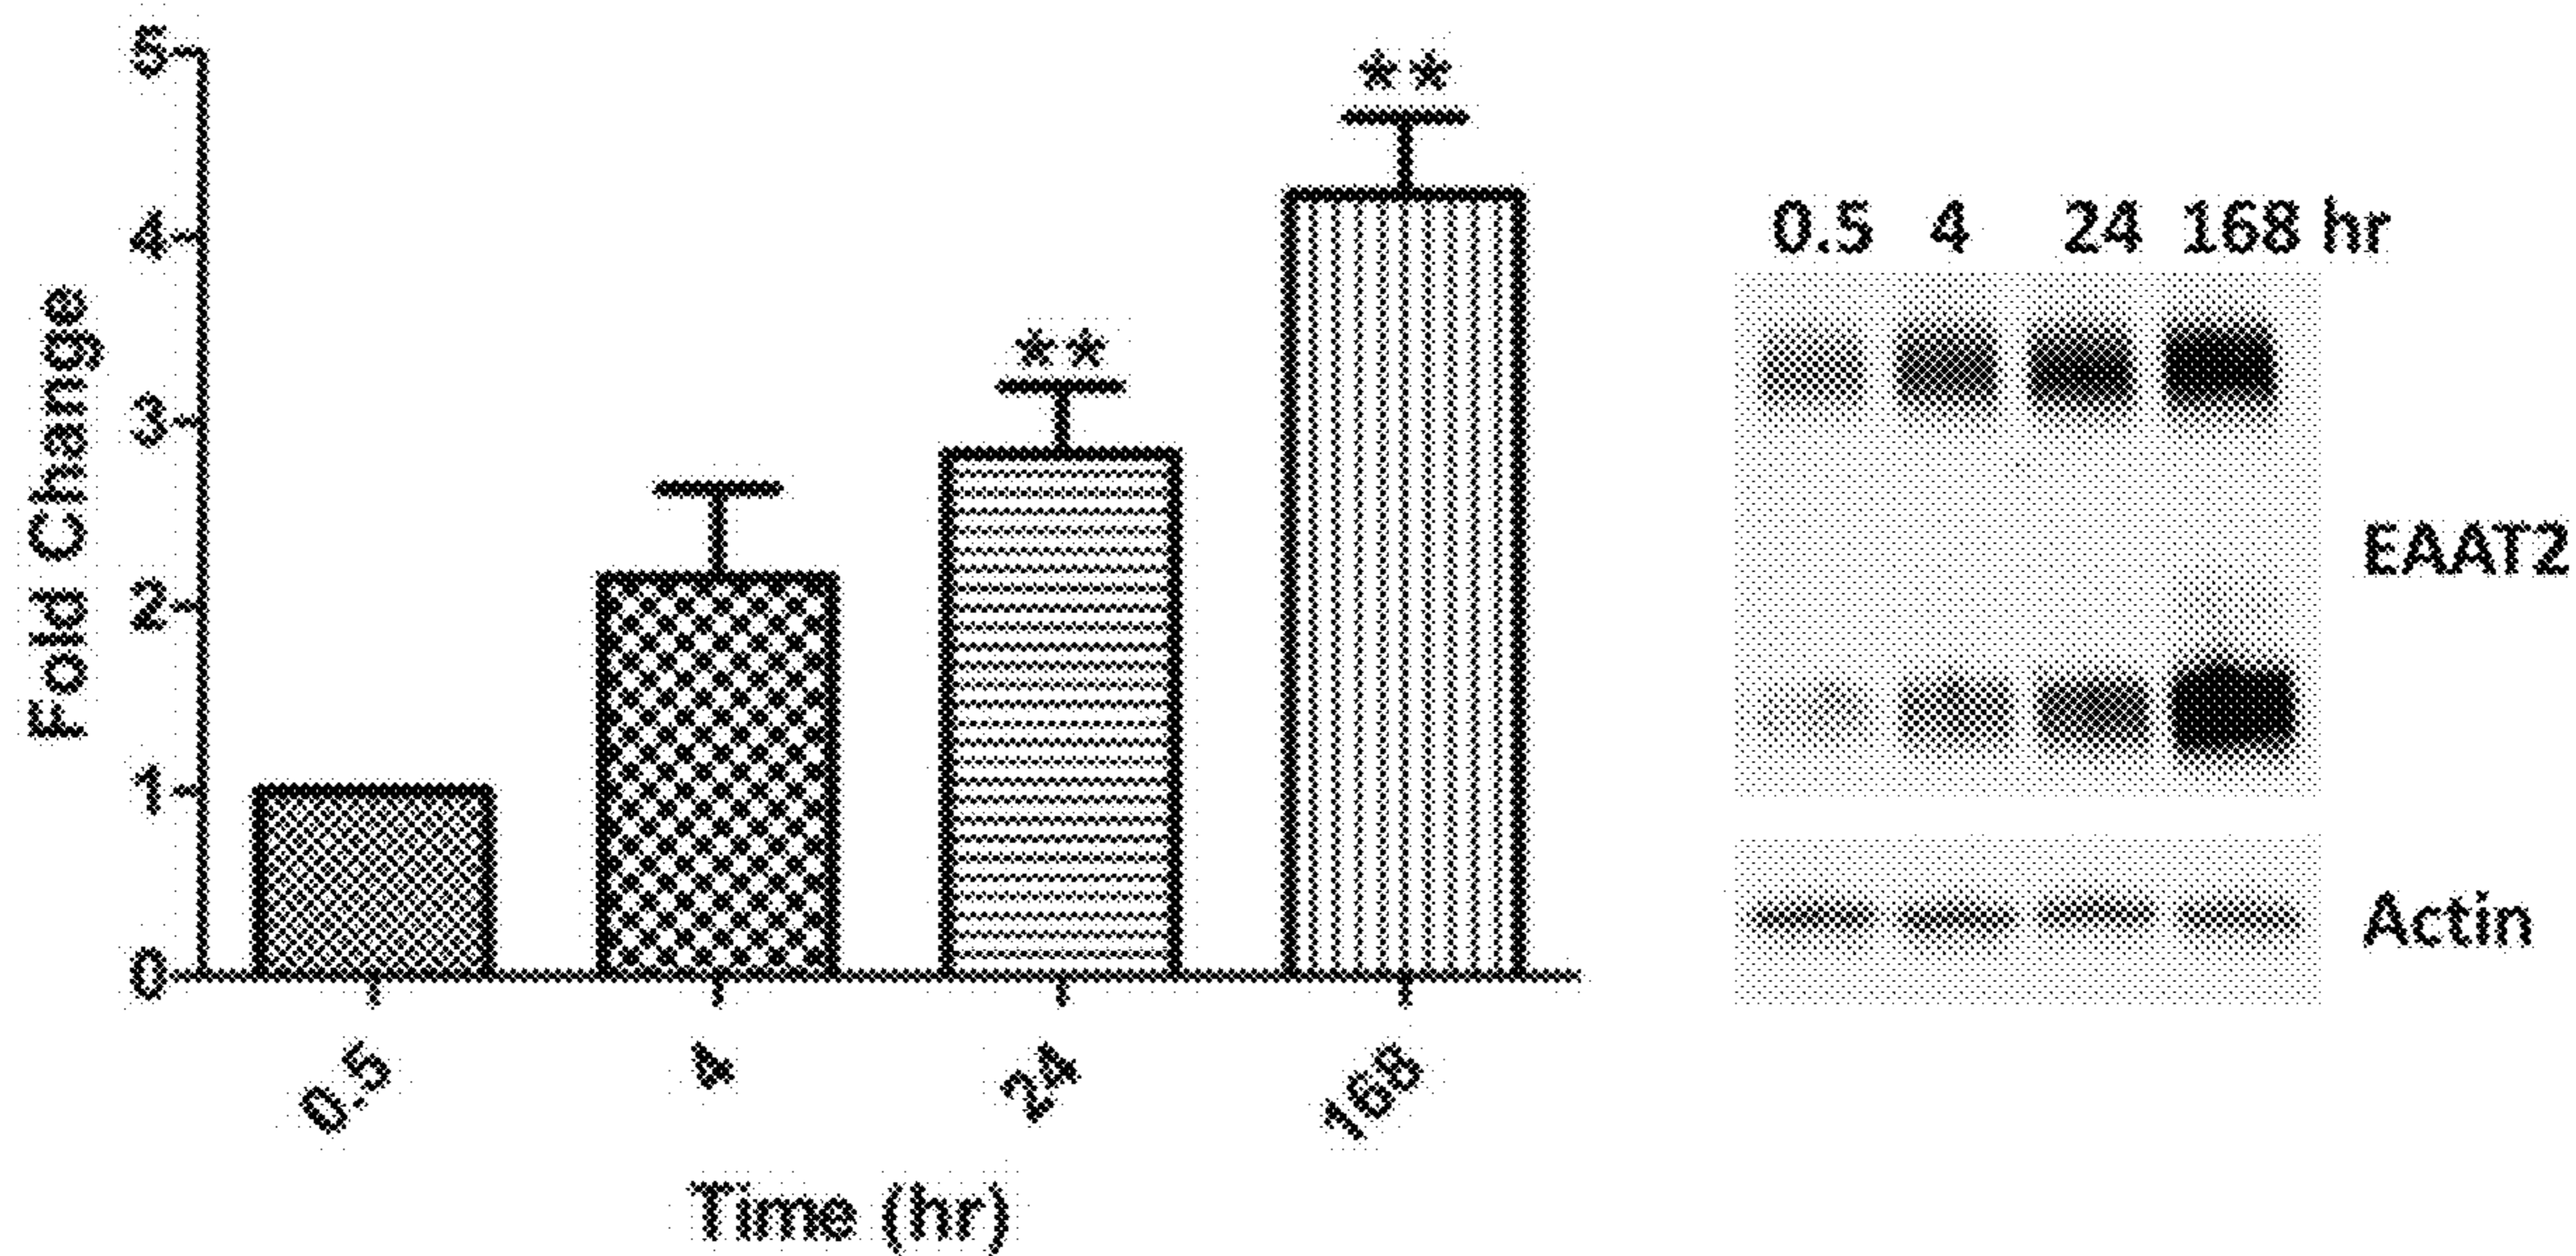 Fold Change
5
4
3
2
1
0
**
**
0.5 4 24 168
Time (hr)
0.5 4 24 168 hr
EAAT2
Actin